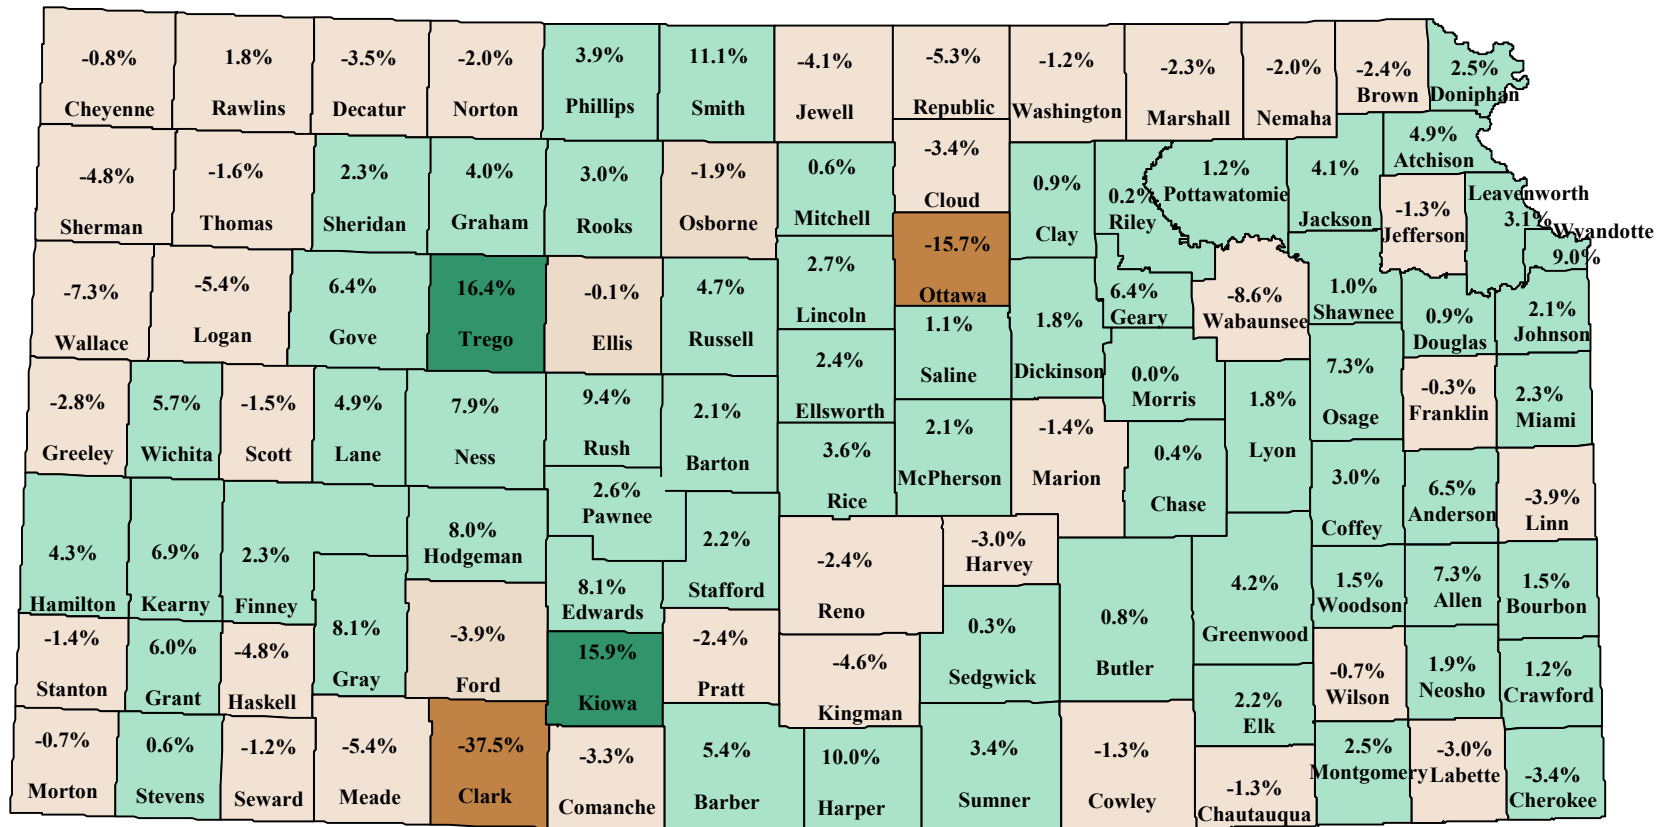 -0.8%
Cheyenne
1.8%
Rawlins
-3.5%
Decatur
-2.0%
Norton
3.9%
Phillips
11.1%
Smith
-4.1%
Jewell
-5.3%
Republic
-1.2%
Washington
-2.3%
Marshall
-2.0%
Nemaha
-2.4%
Brown
2.5%
Doniphan
-4.8%
Sherman
-1.6%
Thomas
2.3%
Sheridan
4.0%
Graham
3.0%
Rooks
-1.9%
Osborne
0.6%
Mitchell
-3.4%
Cloud
0.9%
Clay
0.2%
Riley
1.2%
Pottawatomie
4.1%
Jackson
4.9%
Atchison
-1.3%
Jefferson
Leavenworth
3.1%
Wyandotte
9.0%
-7.3%
Wallace
-5.4%
Logan
6.4%
Gove
16.4%
Trego
-0.1%
Ellis
4.7%
Russell
2.7%
Lincoln
-15.7%
Ottawa
1.1%
Saline
1.8%
Dickinson
6.4%
Geary
-8.6%
Wabaunsee
1.0%
Shawnee
0.9%
Douglas
2.1%
Johnson
-2.8%
Greeley
5.7%
Wichita
-1.5%
Scott
4.9%
Lane
7.9%
Ness
9.4%
Rush
2.1%
Barton
2.4%
Ellsworth
3.6%
Rice
2.1%
McPherson
-1.4%
Marion
0.0%
Morris
0.4%
Chase
1.8%
Lyon
7.3%
Osage
-0.3%
Franklin
2.3%
Miami
4.3%
Hamilton
6.9%
Kearny
2.3%
Finney
8.0%
Hodgeman
2.6%
Pawnee
8.1%
Edwards
2.2%
Stafford
-2.4%
Reno
-3.0%
Harvey
3.0%
Coffey
6.5%
Anderson
-3.9%
Linn
-1.4%
Stanton
6.0%
Grant
-4.8%
Haskell
8.1%
Gray
-3.9%
Ford
15.9%
Kiowa
-2.4%
Pratt
-4.6%
Kingman
0.3%
Sedgwick
0.8%
Butler
4.2%
Greenwood
1.5%
Woodson
7.3%
Allen
1.5%
Bourbon
2.2%
Elk
-0.7%
Wilson
1.9%
Neosho
1.2%
Crawford
-0.7%
Morton
0.6%
Stevens
-1.2%
Seward
-5.4%
Meade
-37.5%
Clark
-3.3%
Comanche
5.4%
Barber
10.0%
Harper
3.4%
Sumner
-1.3%
Cowley
-1.3%
Chautauqua
2.5%
Montgomery
-3.0%
Labette
-3.4%
Cherokee